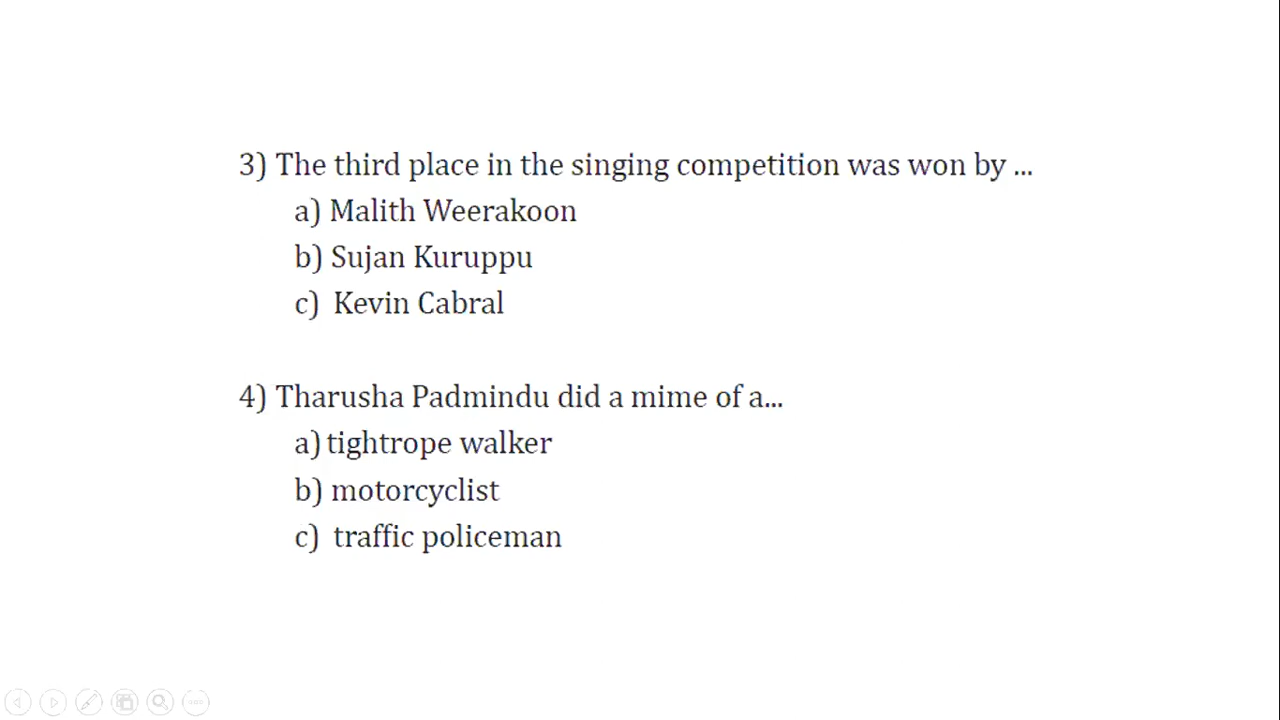 3) The third place in the singing competition was won by ...
a) Malith Weerakoon
b) Sujan Kuruppu
c) Kevin Cabral
4) Tharusha Padmindu did a mime of a...
a) tightrope walker
b) motorcyclist
c) traffic policeman